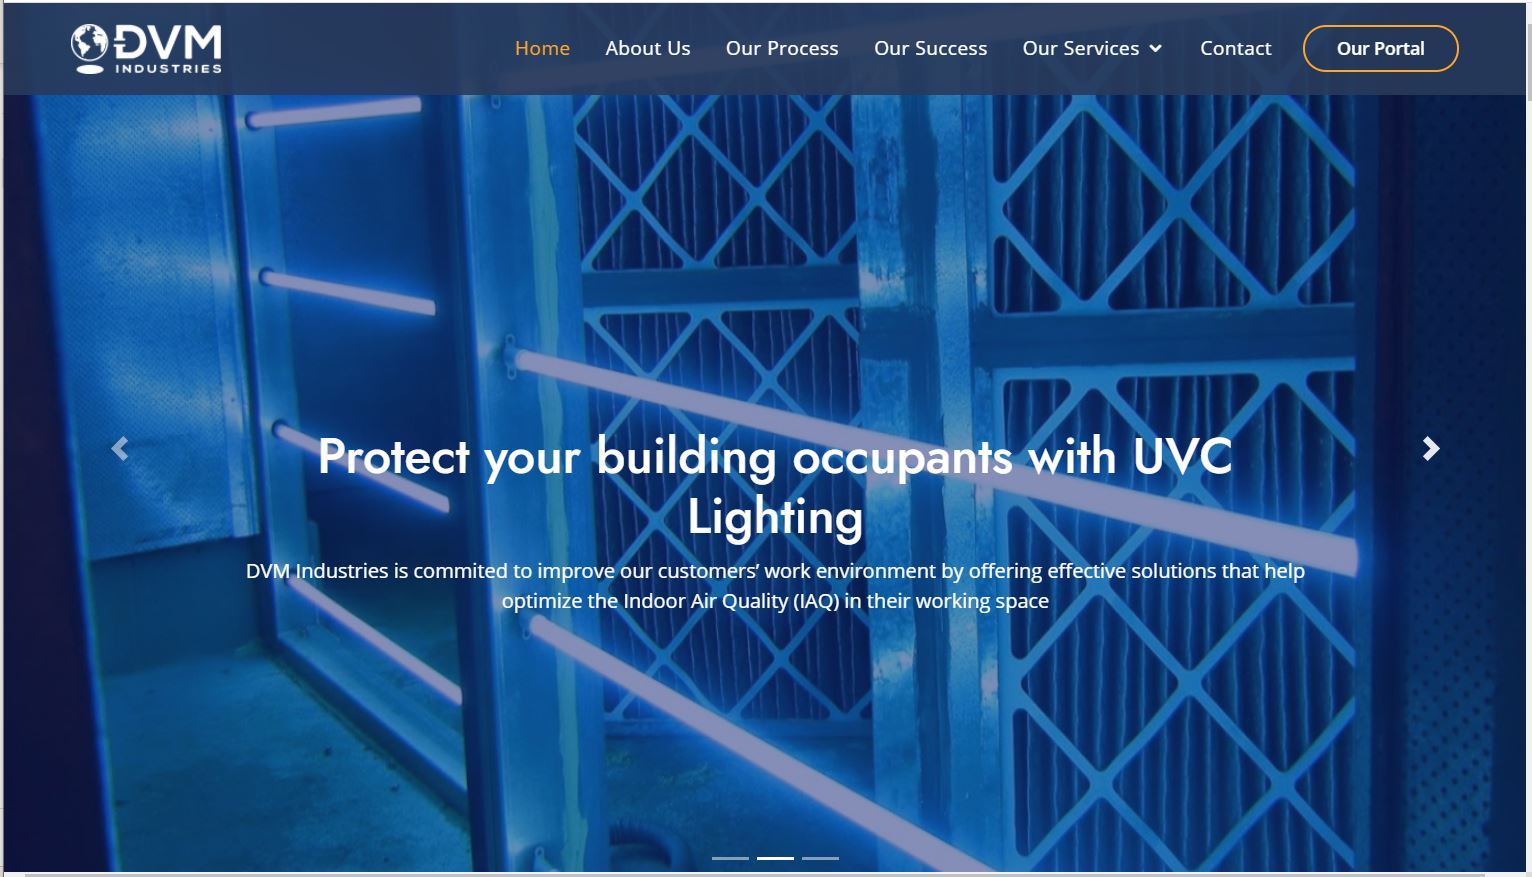 DVM
INDUSTRIES
Home About Us Our Process Our Success Our Services Contact Our Portal
Protect your building occupants with UVC
Lighting
DVM Industries is commited to improve our customers’ work environment by offering effective solutions that help
optimize the Indoor Air Quality (IAQ) in their working space